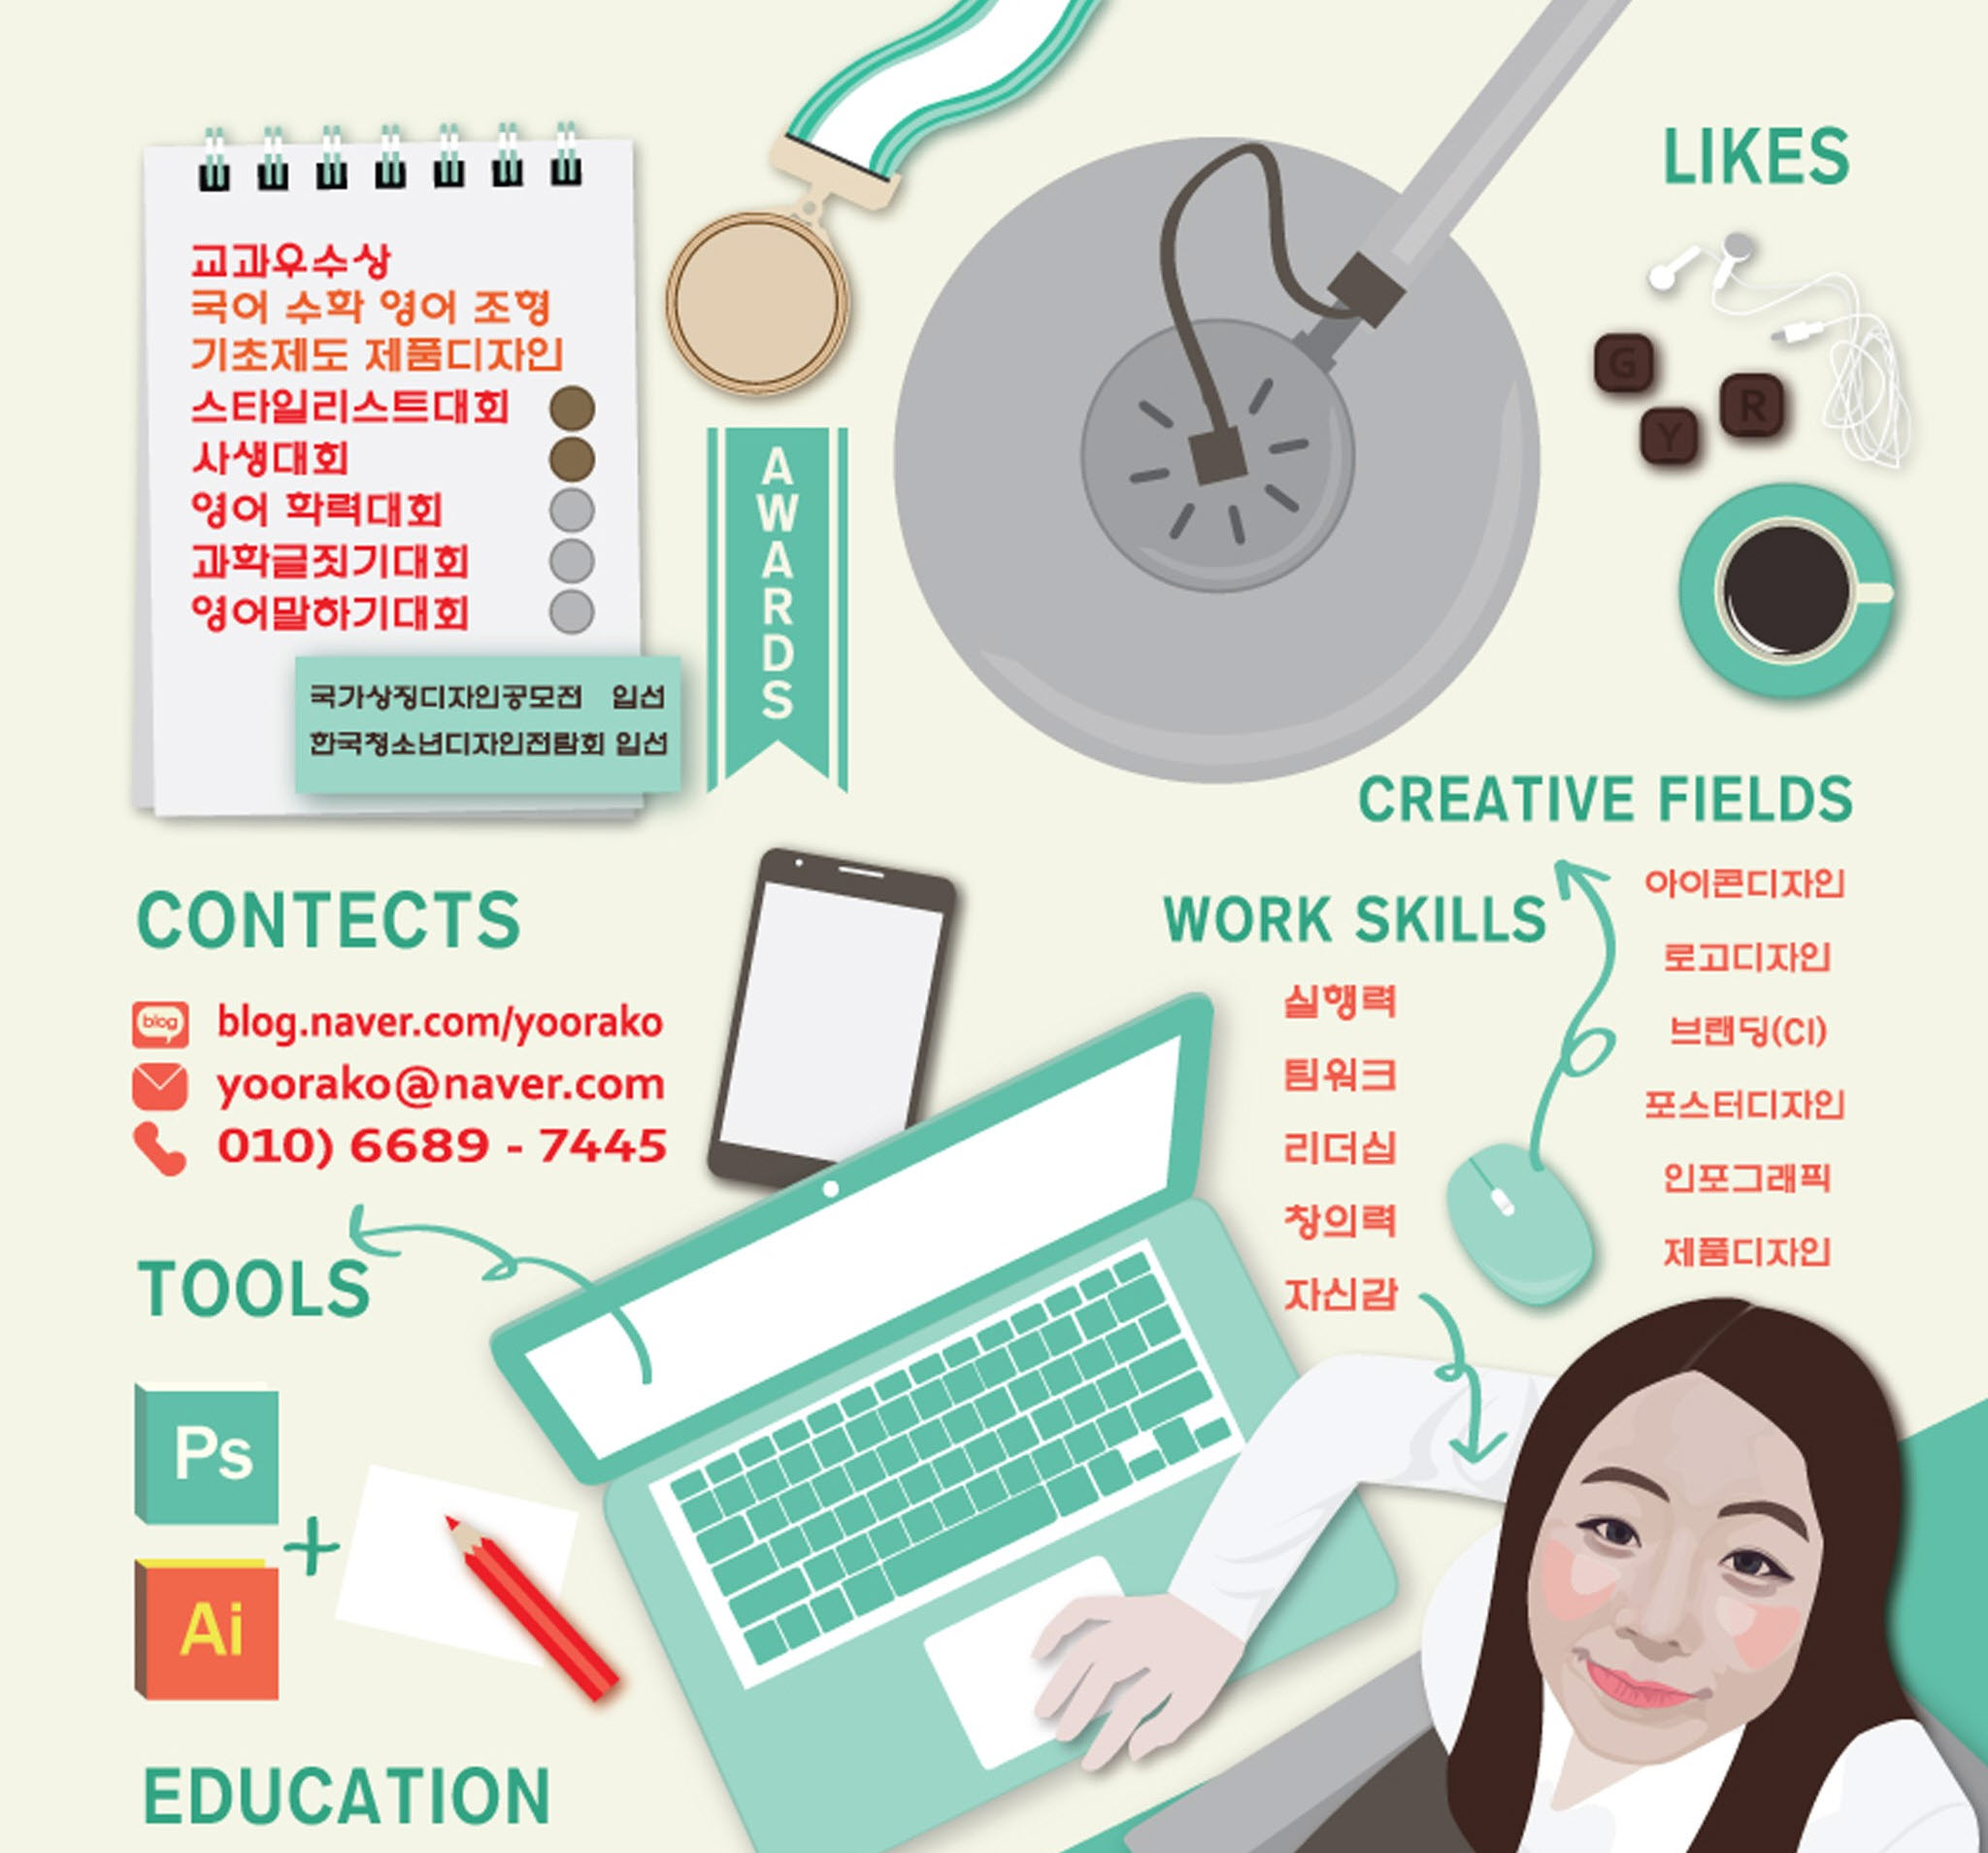 교과우수상
국어 수학 영어 조형
기초제도 제품디자인
스타일리스트대회
사생대회
영어 학력대회
과학글짓기대회
영어말하기대회
국가상징디자인공모전 입선
한국청소년디자인전람회 입선
AWARDS
LIKES
G
R
Y
CREATIVE FIELDS
아이콘디자인
로고디자인
브랜딩(CI)
포스터디자인
인포그래픽
제품디자인
WORK SKILLS
실행력
팀워크
리더십
창의력
자신감
CONTECTS
blog
blog.naver.com/yoorako
yoorako@naver.com
010) 6689 - 7445
TOOLS
Ps
+
Ai
EDUCATION